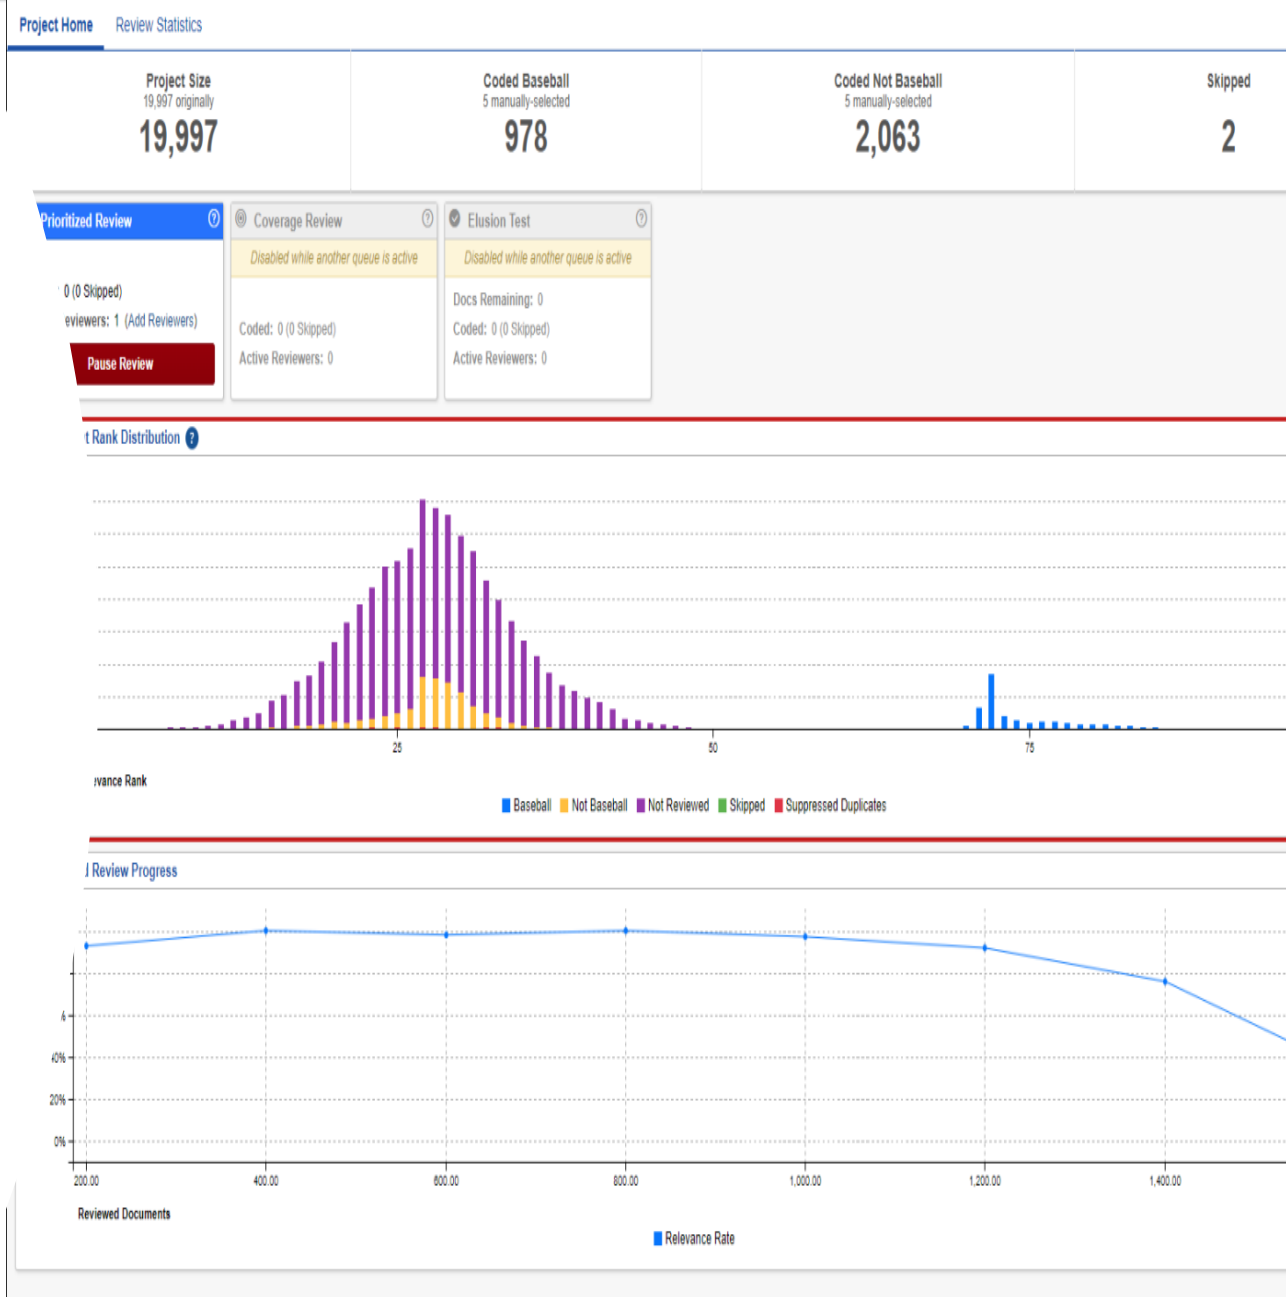 Project Home Review Statistics
Project Size Coded Baseball Coded Not Baseball Skipped
19,997 originally 5 manually-selected 5 manually-selected
19,997 978 2,063 2
Prioritized Review Coverage Review Elusion Test
Disabled while another queue is active Disabled while another queue is active
0 (0 Skipped) Docs Remaining: 0
eviewers: 1 (Add Reviewers) Coded: 0 (0 Skipped) Coded: 0 (0 Skipped)
Pause Review Active Reviewers: 0 Active Reviewers: 0
t Rank Distribution
25 50 75
evance Rank
Baseball Not Baseball Not Reviewed Skipped Suppressed Duplicates
Review Progress
40%
20%
0%
200.00 400.00 600.00 800.00 1,000.00 1,200.00 1,400.00
Reviewed Documents
Relevance Rate